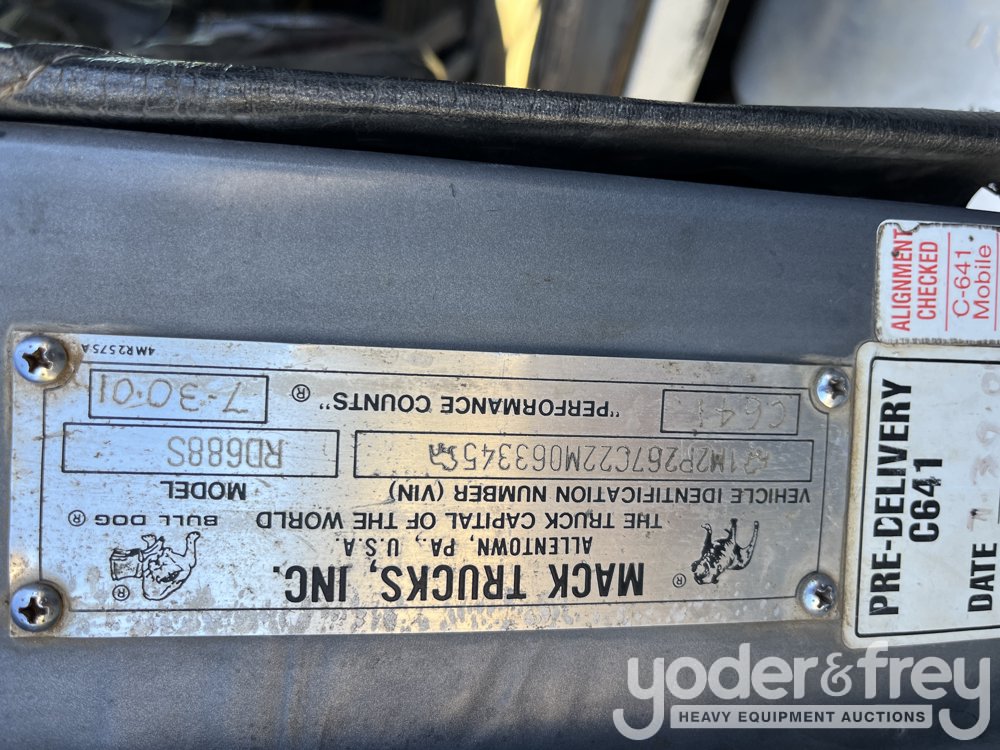 MACK TRUCKS, INC.
ALLENTOWN, PA., U.S.A.
THE TRUCK CAPITAL OF THE WORLD
BULL DOG ®
®
®
VEHICLE IDENTIFICATION NUMBER (VIN)
MODEL
1M2P267C22M063345
RD688S
C641
"PERFORMANCE COUNTS" ®
7-30-01
4MR2575A
ALIGNMENT
CHECKED
C-641
Mobile
PRE-DELIVERY
C641
DATE
yoder&frey
HEAVY EQUIPMENT AUCTIONS